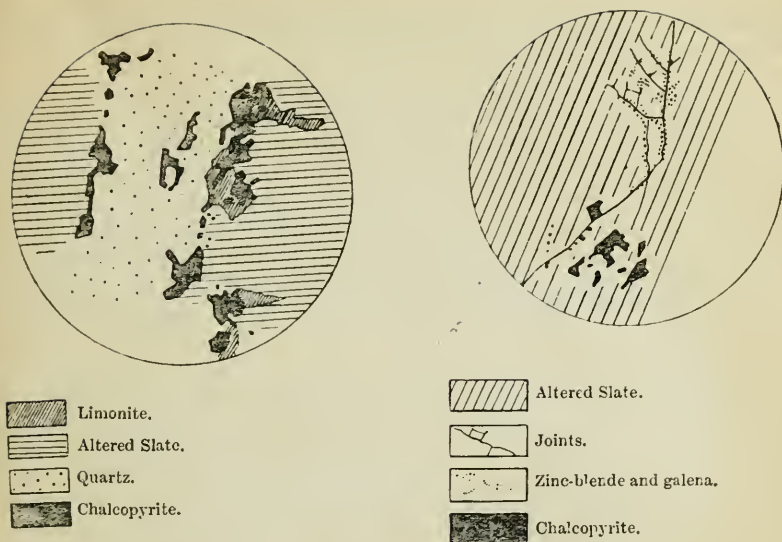 Limonite.
Altered Slate.
Quartz.
Chalcopyrite.
Altered Slate.
Joints.
Zinc-blende and galena.
Chalcopyrite.